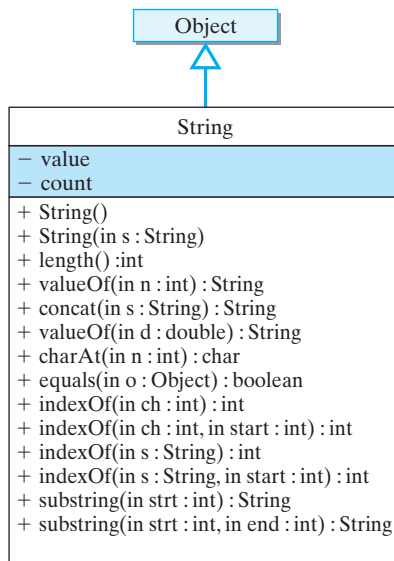 Object
String
− value
− count
+ String()
+ String(in s : String)
+ length() :int
+ valueOf(in n : int) : String
+ concat(in s : String) : String
+ valueOf(in d : double) : String
+ charAt(in n : int) : char
+ equals(in o : Object) : boolean
+ indexOf(in ch : int) : int
+ indexOf(in ch : int, in start : int) : int
+ indexOf(in s : String) : int
+ indexOf(in s : String, in start : int) : int
+ substring(in strt : int) : String
+ substring(in strt : int, in end : int) : String